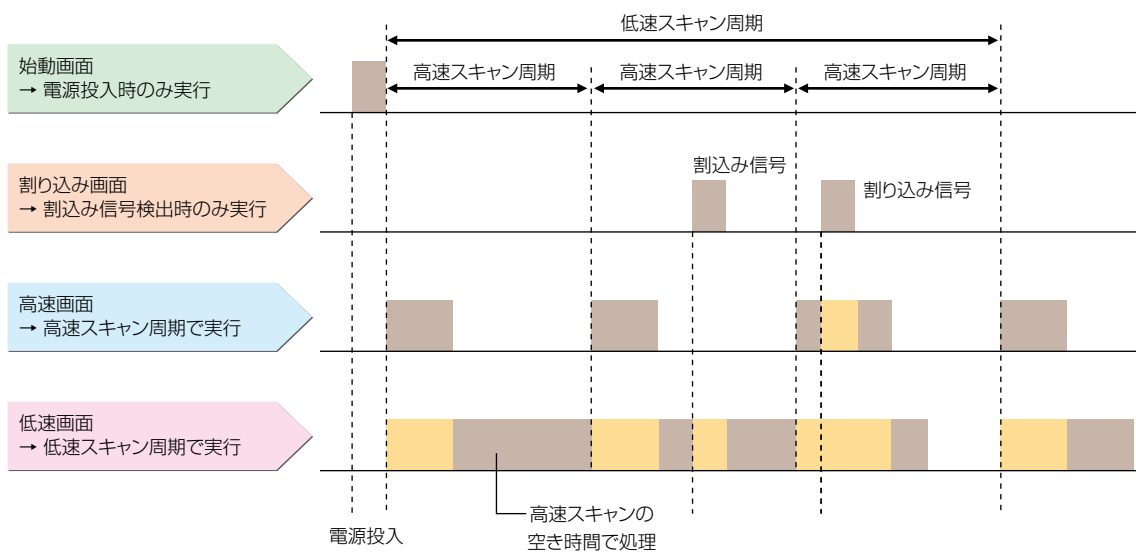 低速スキャン周期
始動画面
→ 電源投入時のみ実行
高速スキャン周期
高速スキャン周期
高速スキャン周期
割り込み画面
→ 割込み信号検出時のみ実行
割込み信号
割り込み信号
高速画面
→ 高速スキャン周期で実行
低速画面
→ 低速スキャン周期で実行
電源投入
高速スキャンの
空き時間で処理